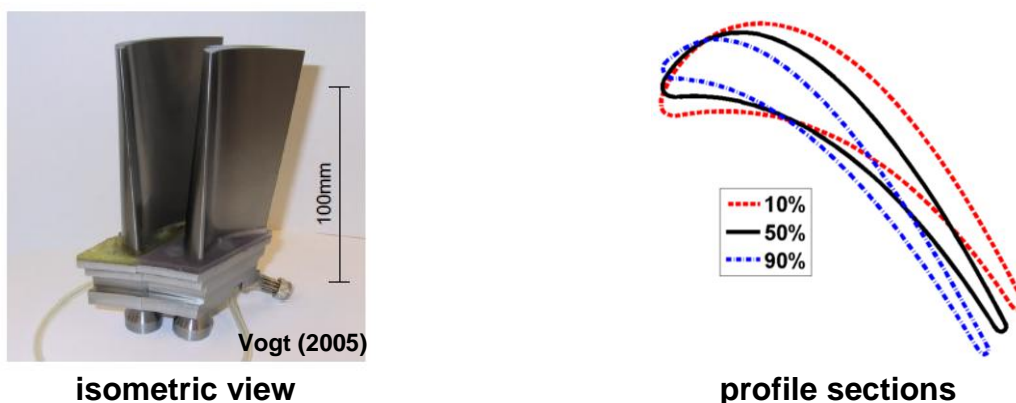 100mm
Vogt (2005)
isometric view
10%
50%
90%
profile sections